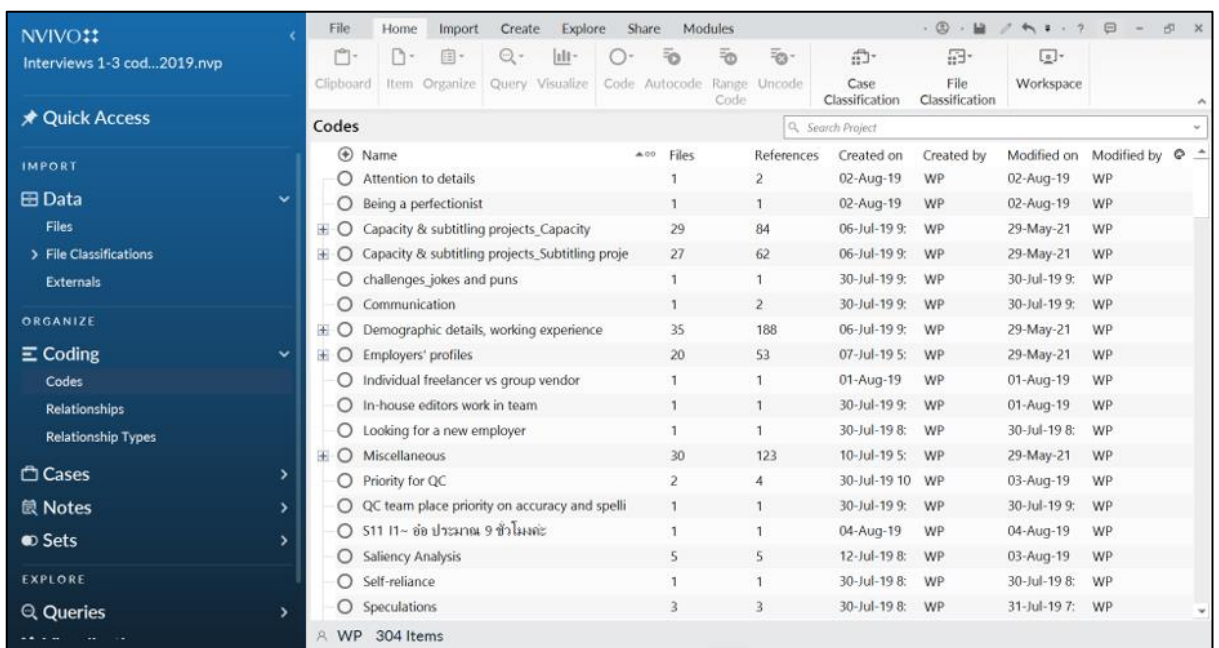 NVIVO
Interviews 1-3 cod...2019.nvp
Quick Access
IMPORT
Data
Files
File Classifications
Externals
ORGANIZE
Coding
Codes
Relationships
Relationship Types
Cases
Notes
Sets
EXPLORE
Queries
File Home Import Create Explore Share Modules
Clipboard Item Organize Query Visualize Code Autocode Range Code Uncode Case Classification File Classification Workspace
Codes
Search Project
Name Files References Created on Created by Modified on Modified by
Attention to details 1 2 02-Aug-19 WP 02-Aug-19 WP
Being a perfectionist 1 1 02-Aug-19 WP 02-Aug-19 WP
Capacity & subtitling projects_Capacity 29 84 06-Jul-19 9: WP 29-May-21 WP
Capacity & subtitling projects_Subtitling proje 27 62 06-Jul-19 9: WP 29-May-21 WP
challenges_jokes and puns 1 1 30-Jul-19 9: WP 30-Jul-19 9: WP
Communication 1 2 30-Jul-19 9: WP 30-Jul-19 9: WP
Demographic details, working experience 35 188 06-Jul-19 9: WP 29-May-21 WP
Employers' profiles 20 53 07-Jul-19 5: WP 29-May-21 WP
Individual freelancer vs group vendor 1 1 01-Aug-19 WP 01-Aug-19 WP
In-house editors work in team 1 1 30-Jul-19 9: WP 01-Aug-19 WP
Looking for a new employer 1 1 30-Jul-19 8: WP 30-Jul-19 8: WP
Miscellaneous 30 123 10-Jul-19 5: WP 29-May-21 WP
Priority for QC 2 4 30-Jul-19 10 WP 03-Aug-19 WP
QC team place priority on accuracy and spelli 1 1 30-Jul-19 9: WP 30-Jul-19 9: WP
S11 I1~ อ๋อ ประมาณ 9 ชั่วโมงค่ะ 1 1 04-Aug-19 WP 04-Aug-19 WP
Saliency Analysis 5 5 12-Jul-19 8: WP 03-Aug-19 WP
Self-reliance 1 1 30-Jul-19 8: WP 30-Jul-19 8: WP
Speculations 3 3 30-Jul-19 8: WP 31-Jul-19 7: WP
WP 304 Items